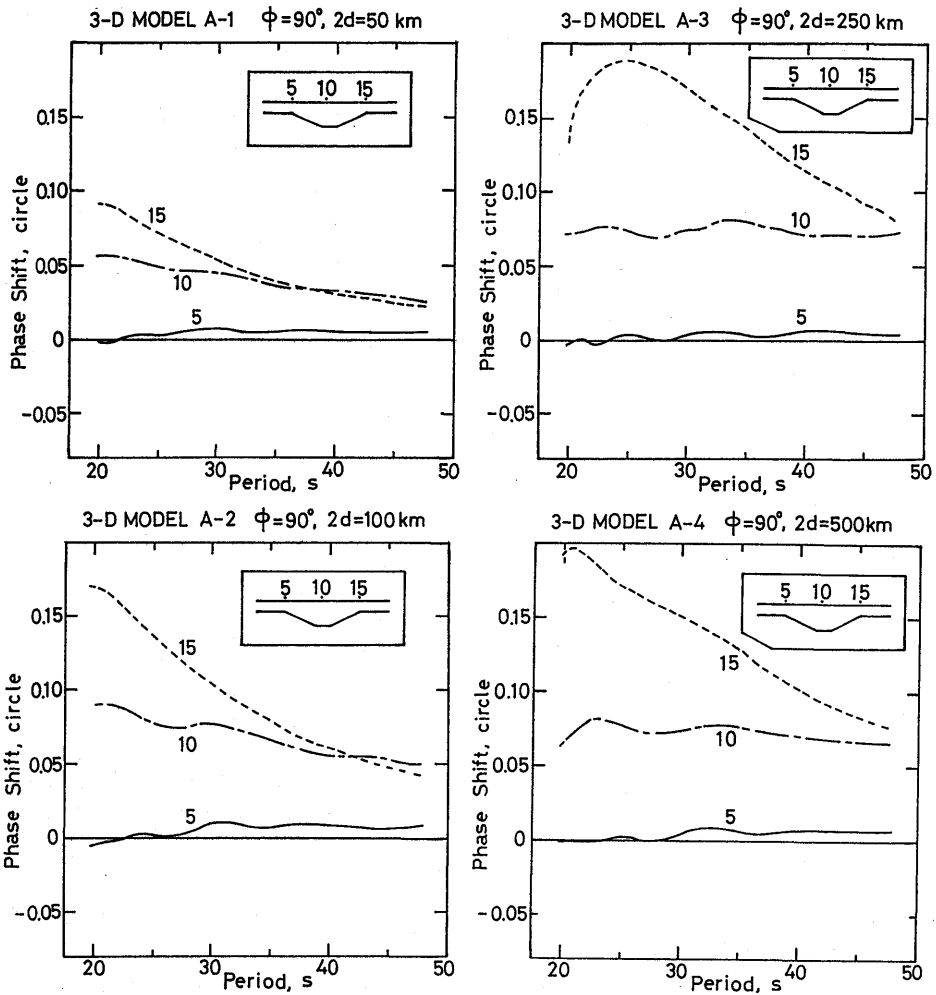 3-D MODEL A-1 ϕ=90°, 2d=50 km
5 10 15
0.15
0.10
0.05
0
-0.05
Phase Shift, circle
15
10
5
20 30 40 50
Period, s
3-D MODEL A-3 ϕ=90°, 2d=250 km
5 10 15
0.15
0.10
0.05
0
-0.05
Phase Shift, circle
15
10
5
20 30 40 50
Period, s
3-D MODEL A-2 ϕ=90°, 2d=100 km
5 10 15
0.15
0.10
0.05
0
-0.05
Phase Shift, circle
15
10
5
20 30 40 50
Period, s
3-D MODEL A-4 ϕ=90°, 2d=500 km
5 10 15
0.15
0.10
0.05
0
-0.05
Phase Shift, circle
15
10
5
20 30 40 50
Period, s